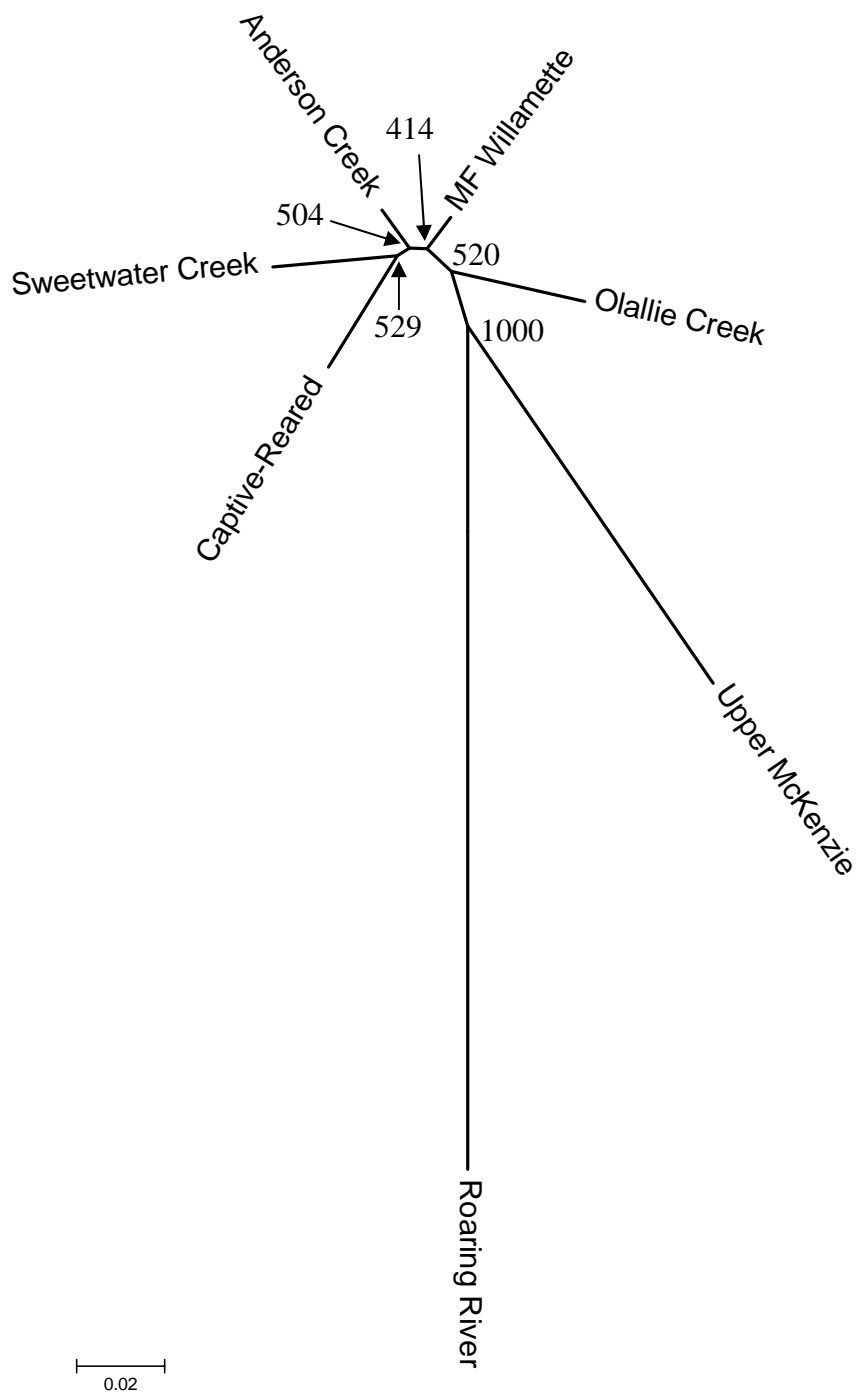 Anderson Creek
MF Willamette
414
504
520
Sweetwater Creek
Olallie Creek
529
1000
Captive-Reared
Upper McKenzie
Roaring River
0.02